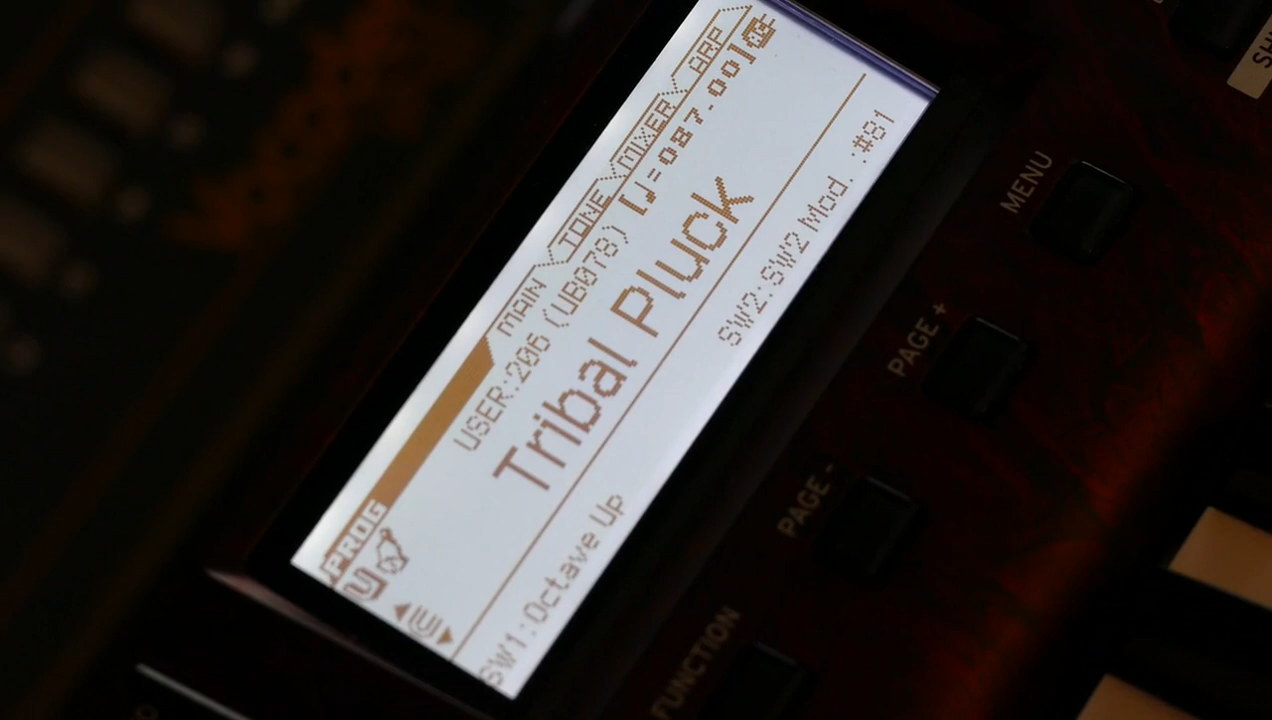 PROG MAIN TONE MIXER ARP
U USER:206 (UB078) [♩=087.00]
Tribal Pluck
SW1:Octave Up SW2:SW2 Mod. :#81
MENU
PAGE +
PAGE -
FUNCTION